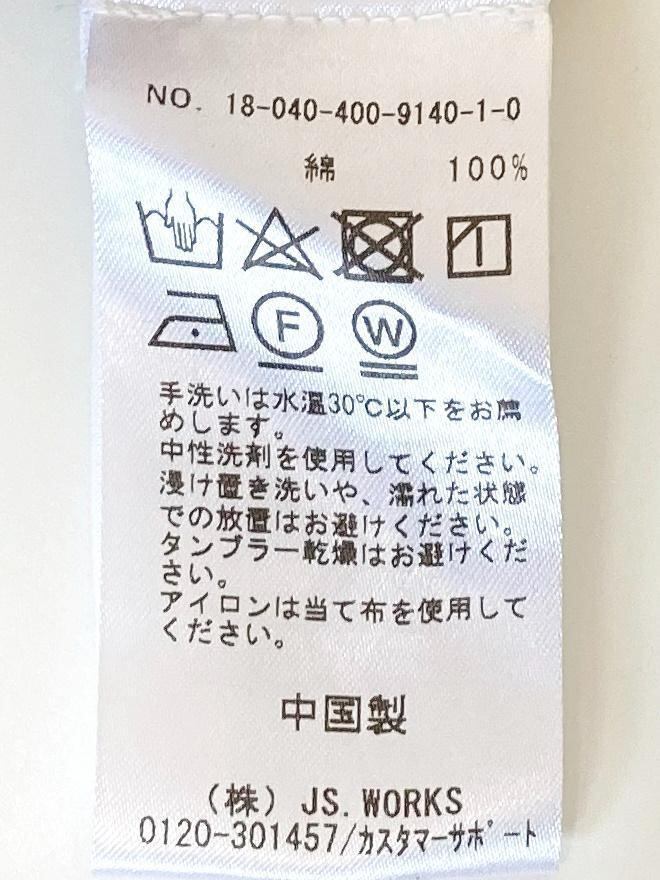 NO. 18-040-400-9140-1-0
綿 100%
F W
手洗いは水温30℃以下をお薦
めします。
中性洗剤を使用してください。
浸け置き洗いや、濡れた状態
での放置はお避けください。
タンブラー乾燥はお避けくだ
さい。
アイロンは当て布を使用して
ください。
中国製
(株) JS.WORKS
0120-301457/カスタマーサポート